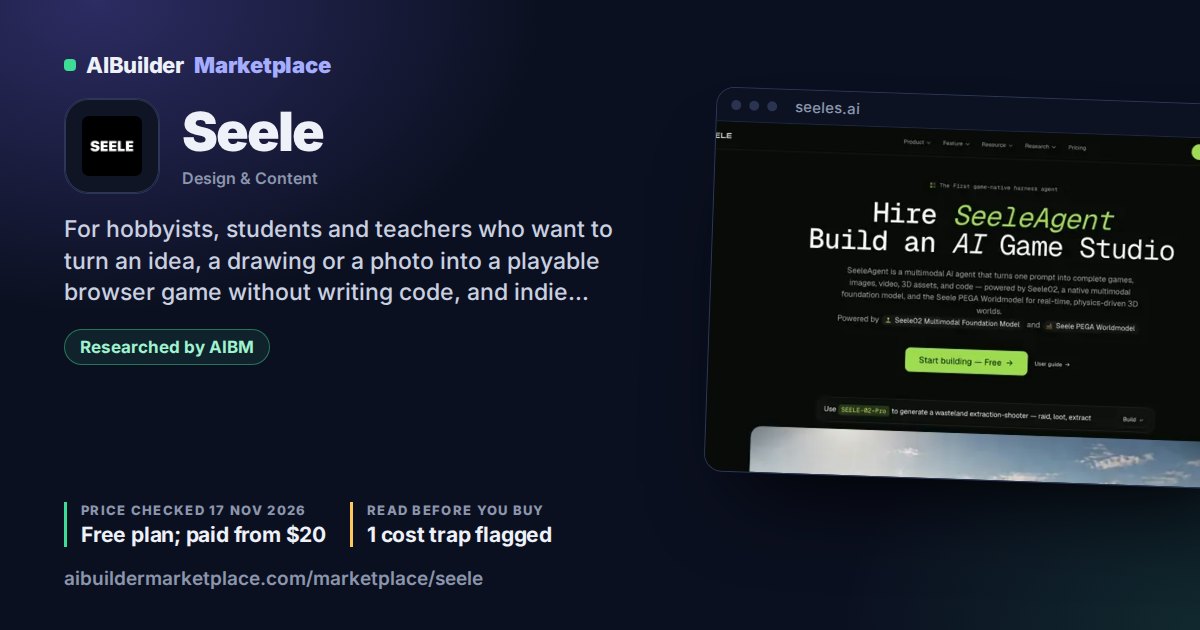 AIBuilder Marketplace
SEELE
Seele
Design & Content
For hobbyists, students and teachers who want to
turn an idea, a drawing or a photo into a playable
browser game without writing code, and indie...
Researched by AIBM
PRICE CHECKED 17 NOV 2026
Free plan; paid from $20
READ BEFORE YOU BUY
1 cost trap flagged
aibuildermarketplace.com/marketplace/seele
seeles.ai
ELE
Product Feature Resource Research Pricing
The First game-native harness agent
Hire SeeleAgent
Build an AI Game Studio
SeeleAgent is a multimodal AI agent that turns one prompt into complete games,
images, video, 3D assets, and code — powered by Seele02, a native multimodal
foundation model, and the Seele PEGA Worldmodel for real-time, physics-driven 3D
worlds.
Powered by Seele02 Multimodal Foundation Model and Seele PEGA Worldmodel
Start building — Free →
User guide →
Use SEELE-02-Pro to generate a wasteland extraction-shooter — raid, loot, extract
Build